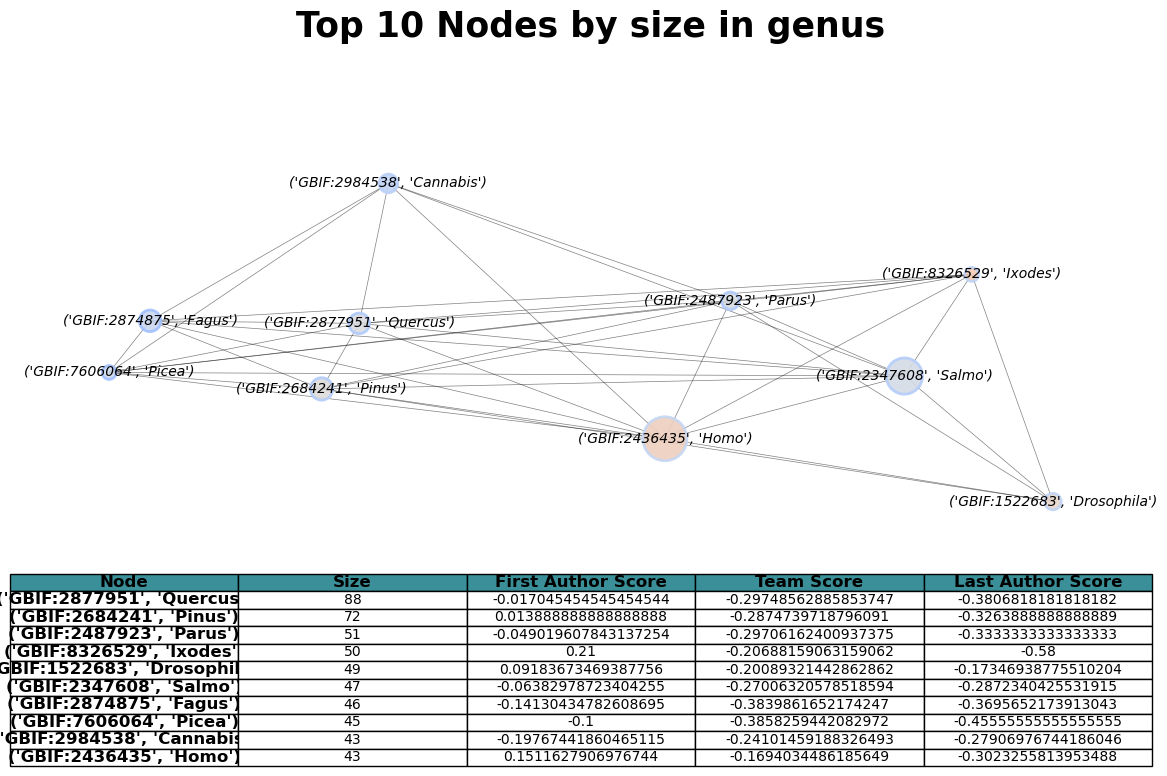 Top 10 Nodes by size in genus
('GBIF:2984538', 'Cannabis')
('GBIF:8326529', 'Ixodes')
('GBIF:2487923', 'Parus')
('GBIF:2874875', 'Fagus')
('GBIF:2877951', 'Quercus')
('GBIF:7606064', 'Picea')
('GBIF:2347608', 'Salmo')
('GBIF:2684241', 'Pinus')
('GBIF:2436435', 'Homo')
('GBIF:1522683', 'Drosophila')
Node Size First Author Score Team Score Last Author Score
('GBIF:2877951', 'Quercus 88 -0.017045454545454544 -0.29748562885853747 -0.3806818181818182
('GBIF:2684241', 'Pinus') 72 0.013888888888888888 -0.2874739718796091 -0.3263888888888889
('GBIF:2487923', 'Parus') 51 -0.049019607843137254 -0.29706162400937375 -0.3333333333333333
('GBIF:8326529', 'Ixodes' 50 0.21 -0.20688159063159062 -0.58
GBIF:1522683', 'Drosophil 49 0.09183673469387756 -0.20089321442862862 -0.17346938775510204
('GBIF:2347608', 'Salmo') 47 -0.06382978723404255 -0.27006320578518594 -0.2872340425531915
('GBIF:2874875', 'Fagus') 46 -0.14130434782608695 -0.3839861652174247 -0.3695652173913043
('GBIF:7606064', 'Picea') 45 -0.1 -0.3858259442082972 -0.45555555555555555
'GBIF:2984538', 'Cannabis 43 -0.19767441860465115 -0.24101459188326493 -0.27906976744186046
('GBIF:2436435', 'Homo') 43 0.1511627906976744 -0.1694034486185649 -0.3023255813953488